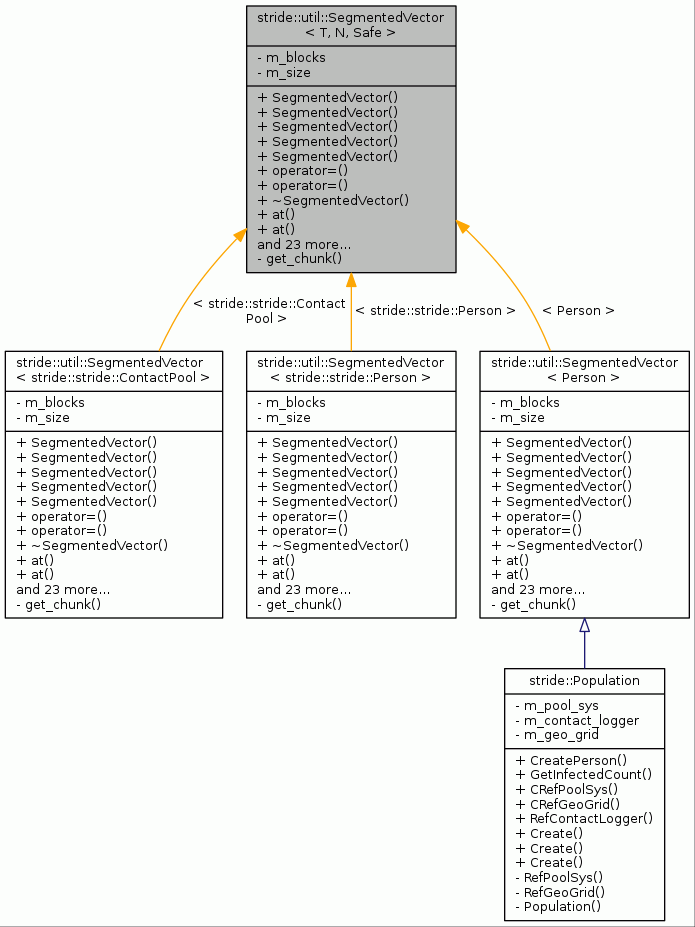 stride::util::SegmentedVector
< T, N, Safe >
- m_blocks
- m_size
+ SegmentedVector()
+ SegmentedVector()
+ SegmentedVector()
+ SegmentedVector()
+ SegmentedVector()
+ operator=()
+ operator=()
+ ~SegmentedVector()
+ at()
+ at()
and 23 more...
- get_chunk()
< stride::stride::Contact
Pool >
< stride::stride::Person >
< Person >
stride::util::SegmentedVector
< stride::stride::ContactPool >
- m_blocks
- m_size
+ SegmentedVector()
+ SegmentedVector()
+ SegmentedVector()
+ SegmentedVector()
+ SegmentedVector()
+ operator=()
+ operator=()
+ ~SegmentedVector()
+ at()
+ at()
and 23 more...
- get_chunk()
stride::util::SegmentedVector
< stride::stride::Person >
- m_blocks
- m_size
+ SegmentedVector()
+ SegmentedVector()
+ SegmentedVector()
+ SegmentedVector()
+ SegmentedVector()
+ operator=()
+ operator=()
+ ~SegmentedVector()
+ at()
+ at()
and 23 more...
- get_chunk()
stride::util::SegmentedVector
< Person >
- m_blocks
- m_size
+ SegmentedVector()
+ SegmentedVector()
+ SegmentedVector()
+ SegmentedVector()
+ SegmentedVector()
+ operator=()
+ operator=()
+ ~SegmentedVector()
+ at()
+ at()
and 23 more...
- get_chunk()
stride::Population
- m_pool_sys
- m_contact_logger
- m_geo_grid
+ CreatePerson()
+ GetInfectedCount()
+ CRefPoolSys()
+ CRefGeoGrid()
+ RefContactLogger()
+ Create()
+ Create()
+ Create()
- RefPoolSys()
- RefGeoGrid()
- Population()